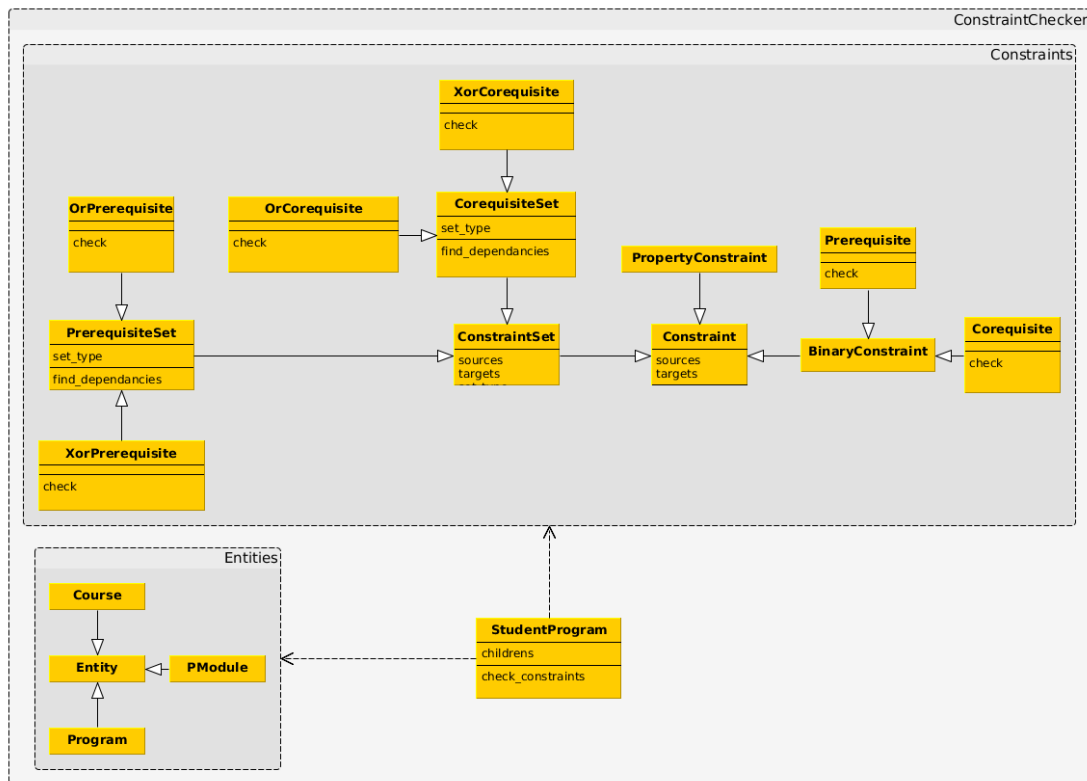 ConstraintChecker
Constraints
XorCorequisite
check
OrPrerequisite
check
OrCorequisite
check
CorequisiteSet
set_type
find_dependancies
PropertyConstraint
Prerequisite
check
PrerequisiteSet
set_type
find_dependancies
ConstraintSet
sources
targets
Constraint
sources
targets
BinaryConstraint
Corequisite
check
XorPrerequisite
check
Entities
Course
Entity
PModule
Program
StudentProgram
childrens
check_constraints